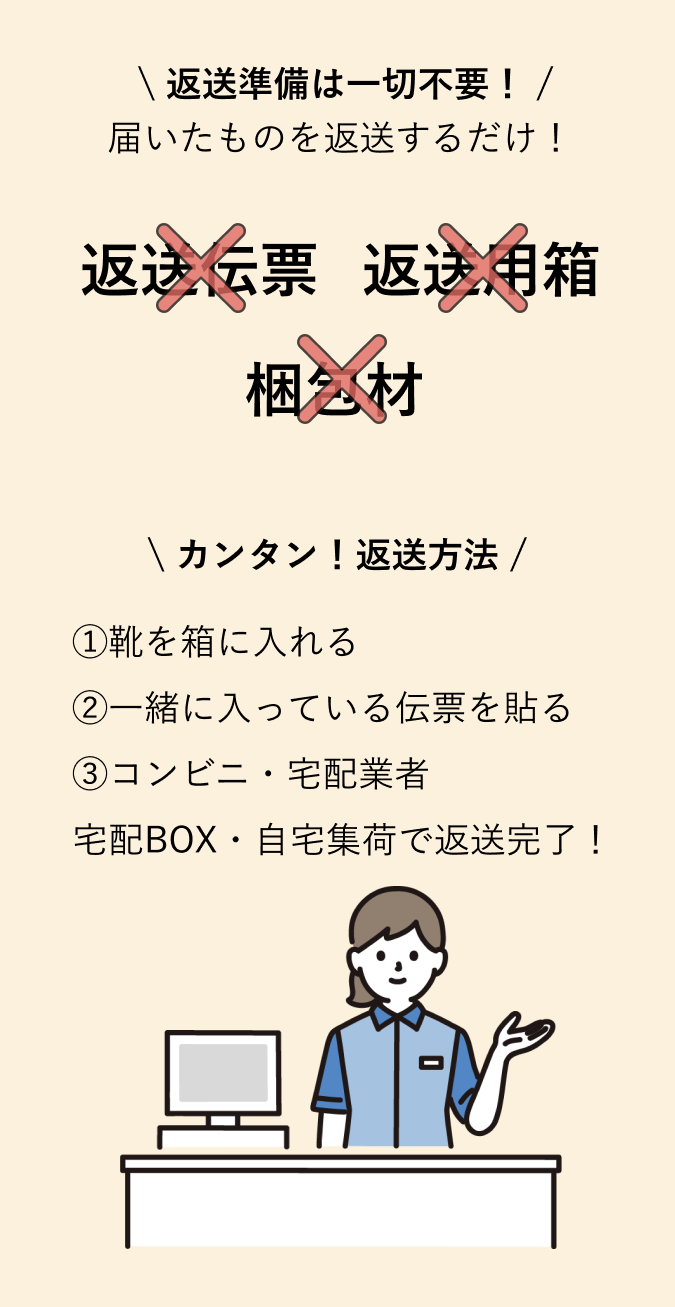 \ 返送準備は一切不要！ /
届いたものを返送するだけ！
返送伝票 返送用箱
梱包材
\ カンタン！返送方法 /
①靴を箱に入れる
②一緒に入っている伝票を貼る
③コンビニ・宅配業者
宅配BOX・自宅集荷で返送完了！